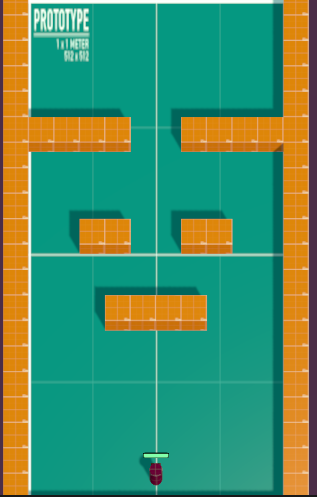 PROTOTYPE
1 x 1 METER
512 x 512